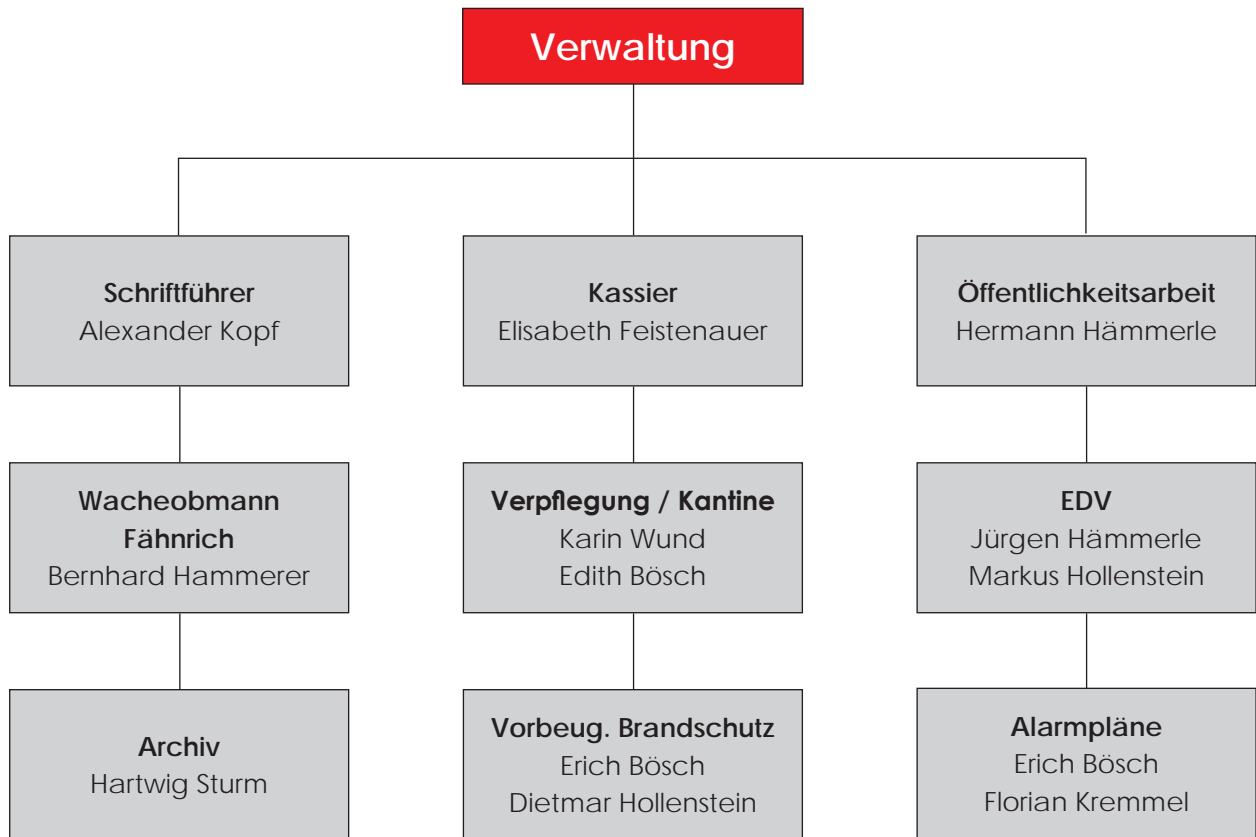 Verwaltung
Schriftführer
Alexander Kopf
Kassier
Elisabeth Feistenauer
Öffentlichkeitsarbeit
Hermann Hämmerle
Wacheobmann
Fähnrich
Bernhard Hammerer
Verpflegung / Kantine
Karin Wund
Edith Bösch
EDV
Jürgen Hämmerle
Markus Hollenstein
Archiv
Hartwig Sturm
Vorbeug. Brandschutz
Erich Bösch
Dietmar Hollenstein
Alarmpläne
Erich Bösch
Florian Kremmel